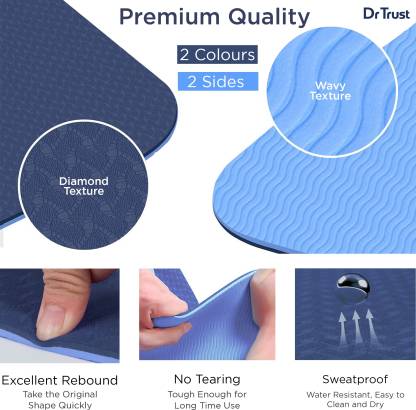 Premium Quality
Dr Trust
2 Colours
2 Sides
Wavy
Texture
Diamond
Texture
Excellent Rebound
Take the Original
Shape Quickly
No Tearing
Tough Enough for
Long Time Use
Sweatproof
Water Resistant, Easy to
Clean and Dry